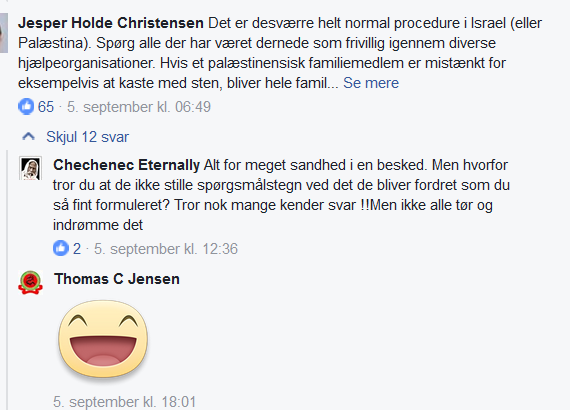 Jesper Holde Christensen Det er desværre helt normal procedure i Israel (eller
Palæstina). Spørg alle der har været dernede som frivillig igennem diverse
hjælpeorganisationer. Hvis et palæstinensisk familiemedlem er mistænkt for
eksempelvis at kaste med sten, bliver hele famil... Se mere
65 · 5. september kl. 06:49
Skjul 12 svar
Chechenec Eternally Alt for meget sandhed i en besked. Men hvorfor
tror du at de ikke stille spørgsmålstegn ved det de bliver fordret som du
så fint formuleret? Tror nok mange kender svar !!Men ikke alle tør og
indrømme det
2 · 5. september kl. 12:36
Thomas C Jensen
5. september kl. 18:01